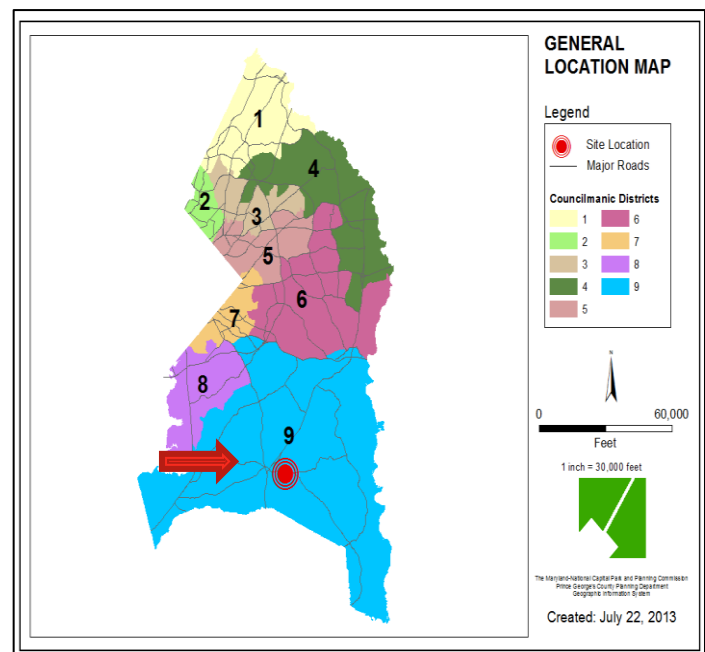 GENERAL
LOCATION MAP
Legend
Site Location
Major Roads
Councilmanic Districts
1 6
2 7
3 8
4 9
5
N
0 60,000
Feet
1 inch = 30,000 feet
The Maryland-National Capital Park and Planning Commission
Prince George's County Planning Department
Geographic Information System
Created: July 22, 2013
1
4
2
3
5
6
7
8
9